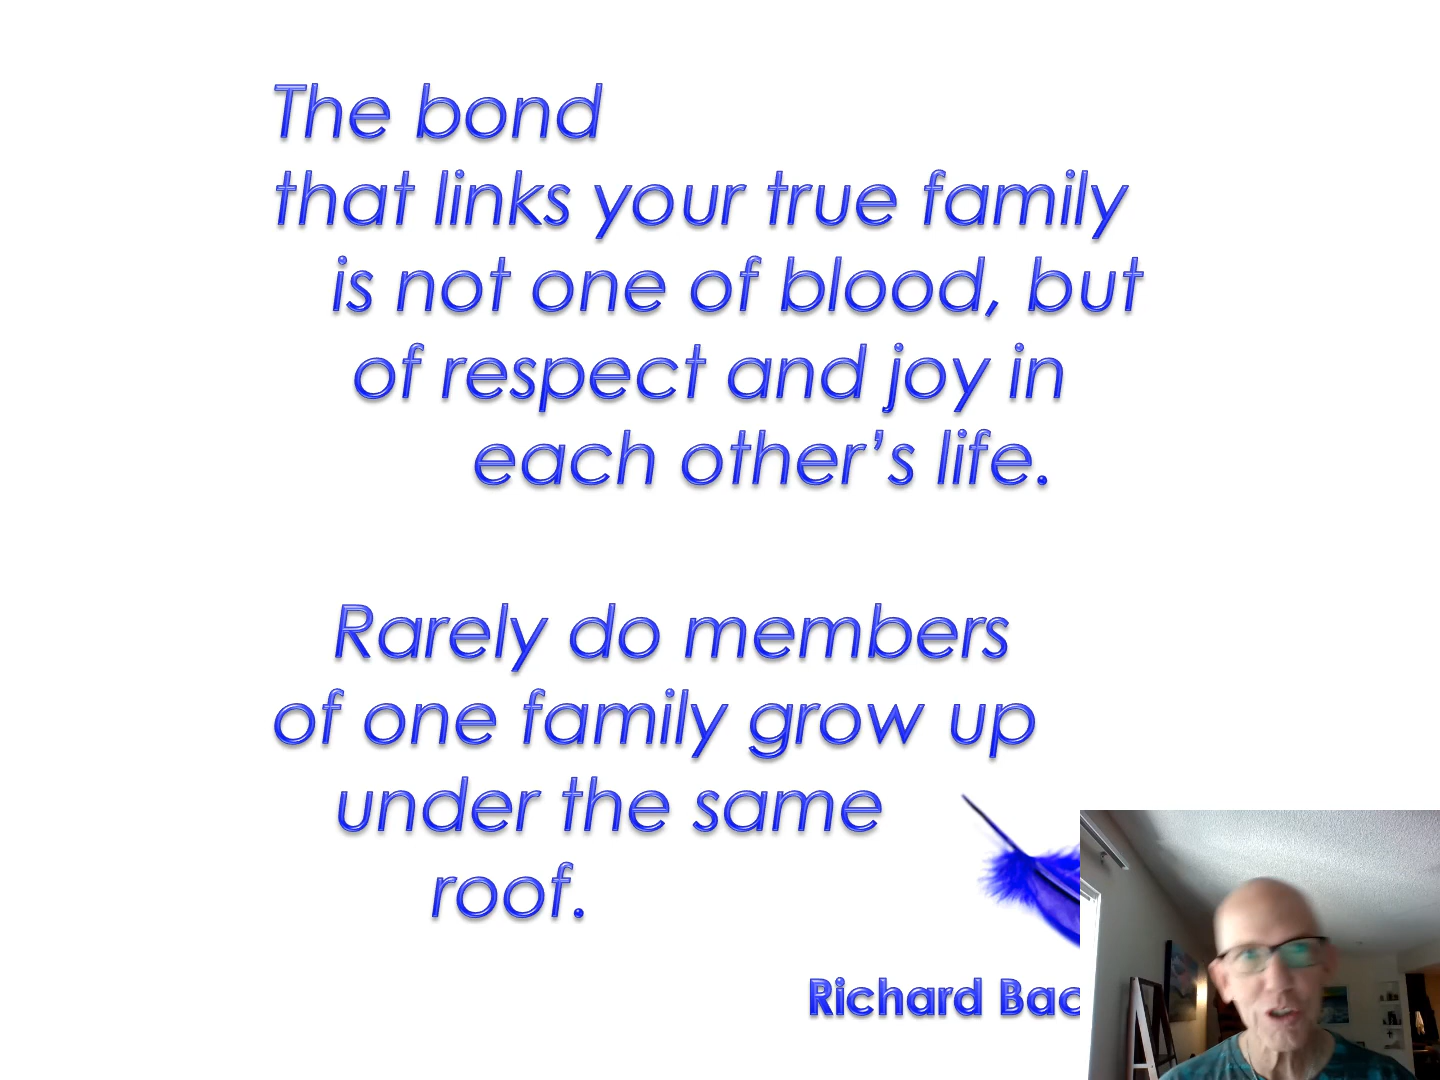 The bond
that links your true family
is not one of blood, but
of respect and joy in
each other’s life.
Rarely do members
of one family grow up
under the same
roof.
Richard